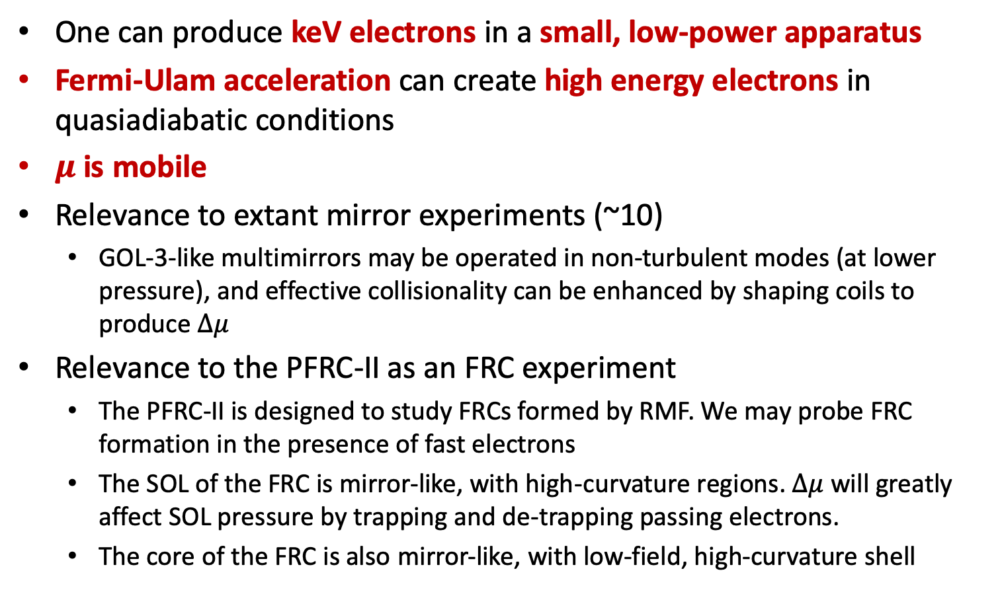 • One can produce keV electrons in a small, low-power apparatus
• Fermi-Ulam acceleration can create high energy electrons in
quasiadiabatic conditions
• μ is mobile
• Relevance to extant mirror experiments (~10)
• GOL-3-like multimirrors may be operated in non-turbulent modes (at lower
pressure), and effective collisionality can be enhanced by shaping coils to
produce Δμ
• Relevance to the PFRC-II as an FRC experiment
• The PFRC-II is designed to study FRCs formed by RMF. We may probe FRC
formation in the presence of fast electrons
• The SOL of the FRC is mirror-like, with high-curvature regions. Δμ will greatly
affect SOL pressure by trapping and de-trapping passing electrons.
• The core of the FRC is also mirror-like, with low-field, high-curvature shell